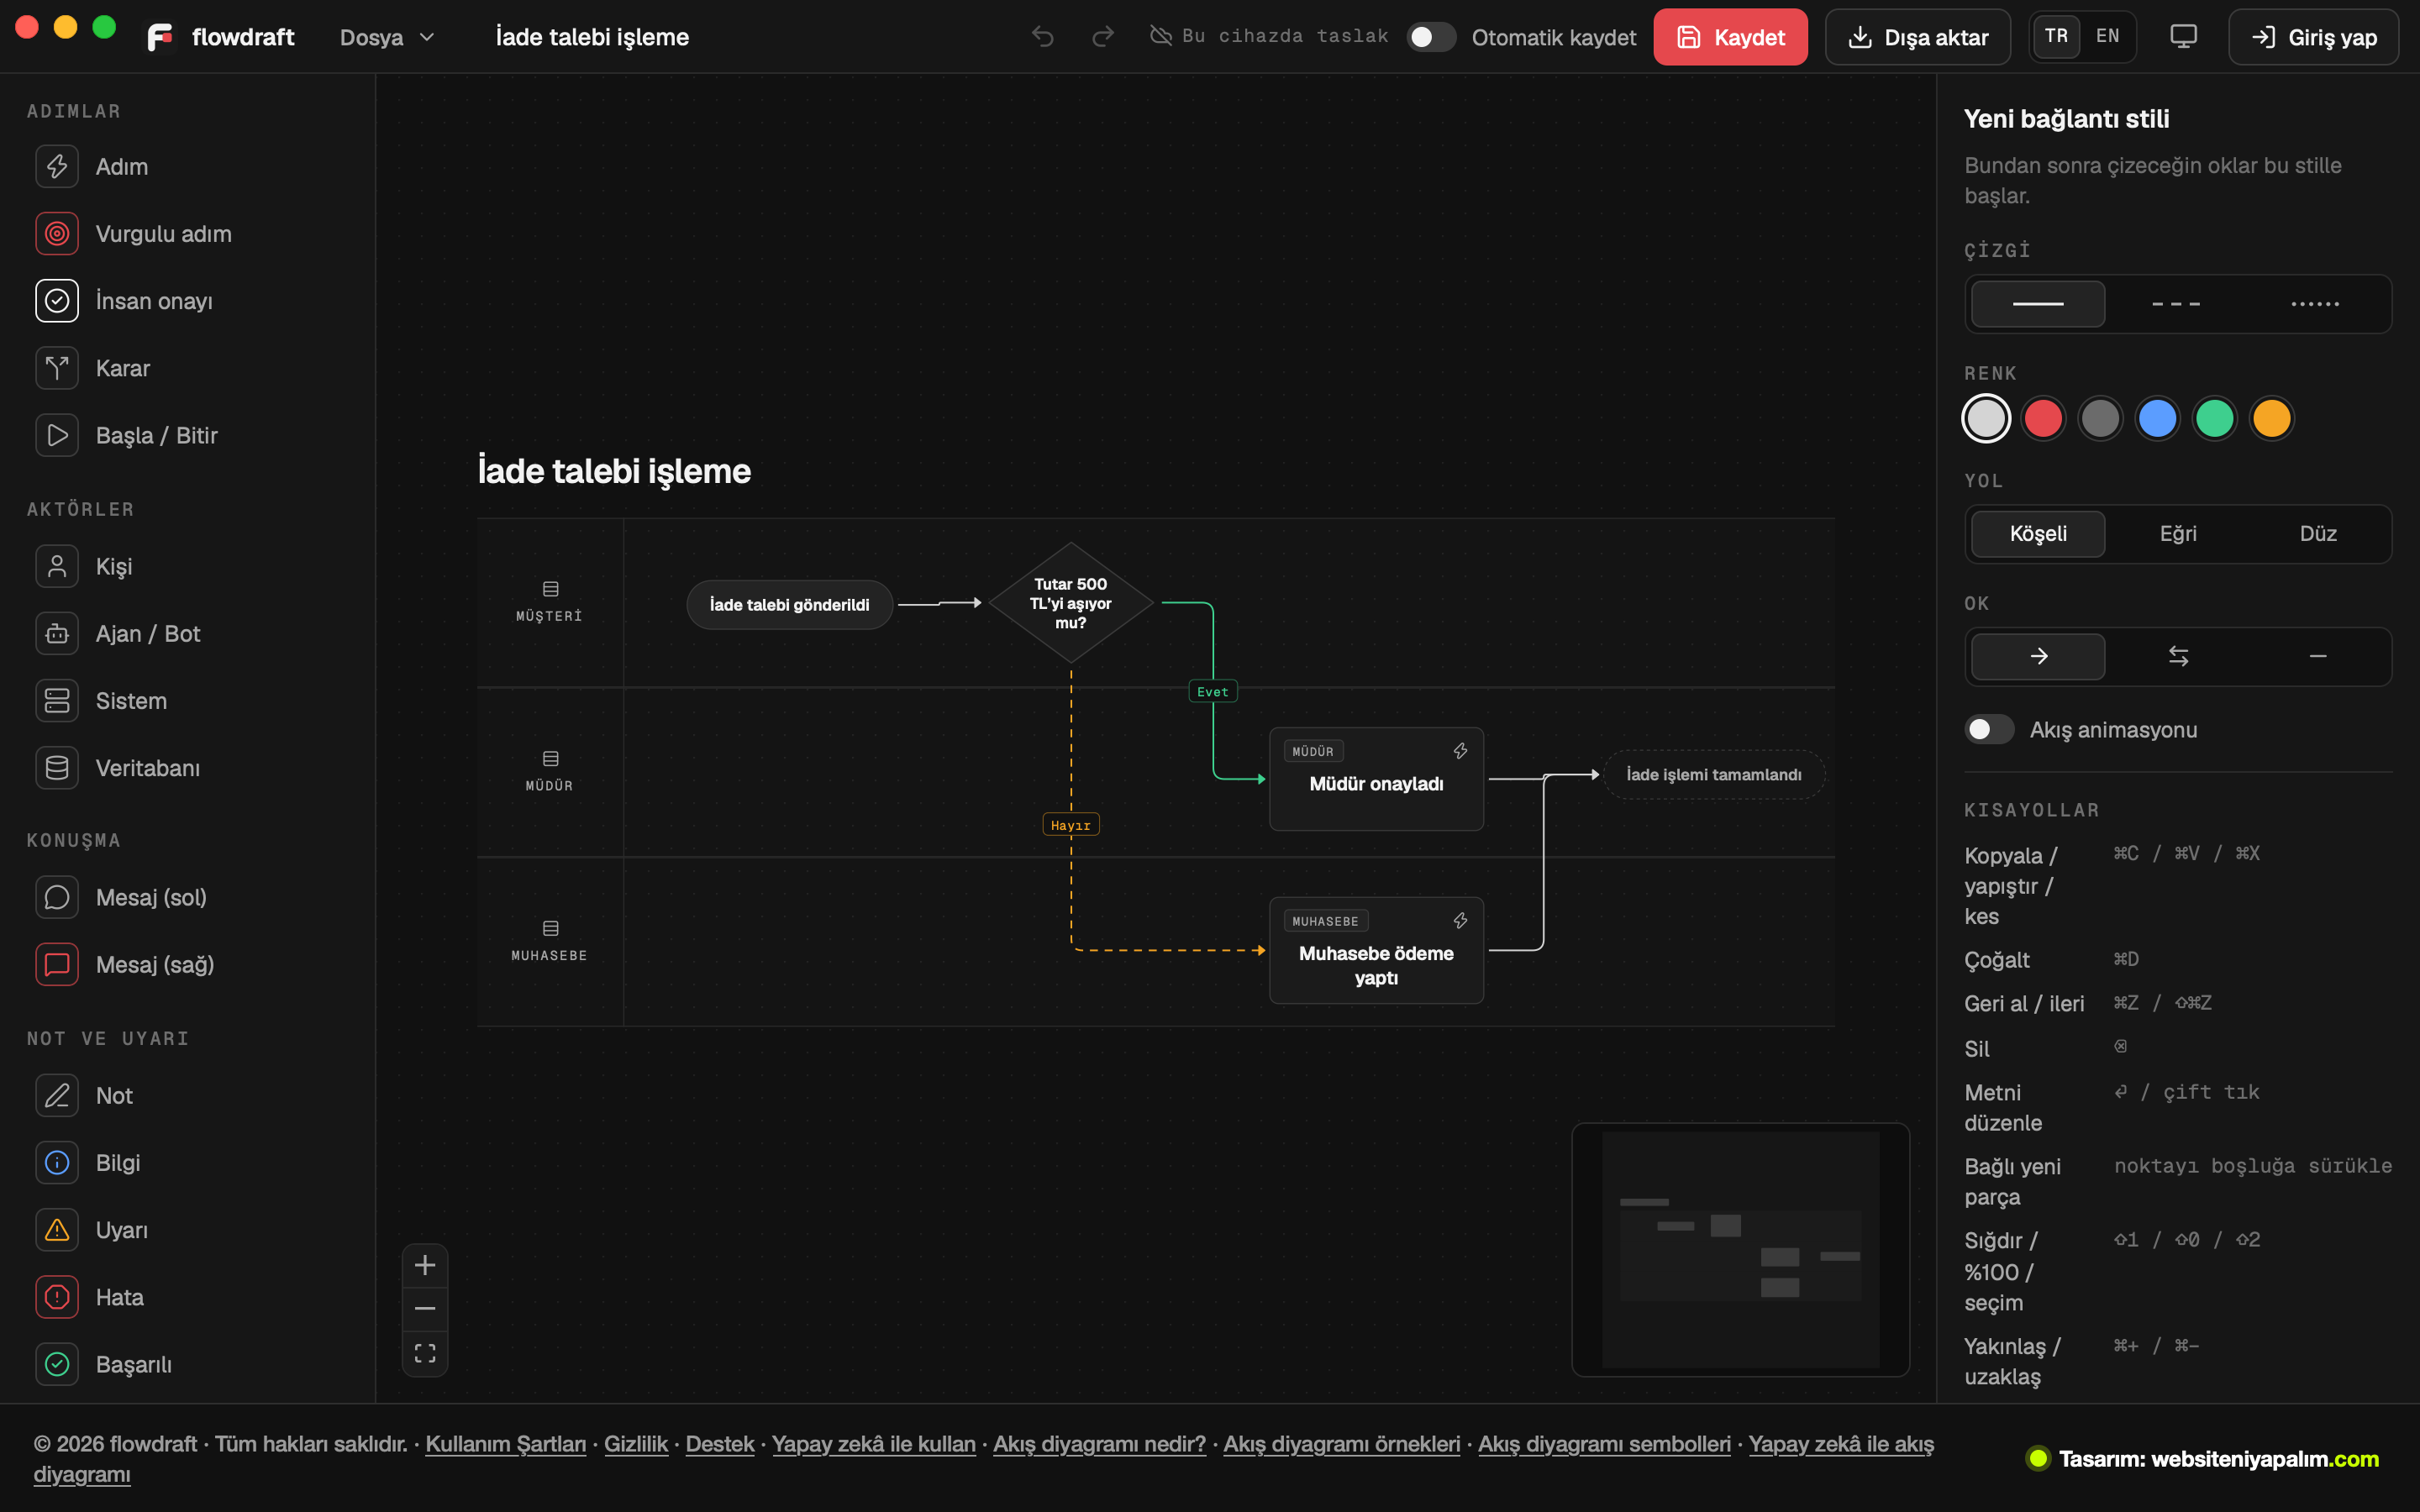 flowdraft
Dosya
İade talebi işleme
Bu cihazda taslak
Otomatik kaydet
Kaydet
Dışa aktar
TR
EN
Giriş yap
ADIMLAR
Adım
Vurgulu adım
İnsan onayı
Karar
Başla / Bitir
AKTÖRLER
Kişi
Ajan / Bot
Sistem
Veritabanı
KONUŞMA
Mesaj (sol)
Mesaj (sağ)
NOT VE UYARI
Not
Bilgi
Uyarı
Hata
Başarılı
İade talebi işleme
MÜŞTERİ
İade talebi gönderildi
Tutar 500
TL'yi aşıyor
mu?
Evet
MÜDÜR
MÜDÜR
Müdür onayladı
İade işlemi tamamlandı
Hayır
MUHASEBE
MUHASEBE
Muhasebe ödeme
yaptı
Yeni bağlantı stili
Bundan sonra çizeceğin oklar bu stille
başlar.
ÇİZGİ
RENK
YOL
Köşeli
Eğri
Düz
OK
Akış animasyonu
KISAYOLLAR
Kopyala /
yapıştır /
kes
⌘C / ⌘V / ⌘X
Çoğalt
⌘D
Geri al / ileri
⌘Z / ⇧⌘Z
Sil
⌫
Metni
düzenle
⏎ / çift tık
Bağlı yeni
parça
noktayı boşluğa sürükle
Sığdır /
%100 /
seçim
⇧1 / ⇧0 / ⇧2
Yakınlaş /
uzaklaş
⌘+ / ⌘−
© 2026 flowdraft · Tüm hakları saklıdır. · Kullanım Şartları · Gizlilik · Destek · Yapay zekâ ile kullan · Akış diyagramı nedir? · Akış diyagramı örnekleri · Akış diyagramı sembolleri · Yapay zekâ ile akış
diyagramı
Tasarım: websiteniyapalım.com